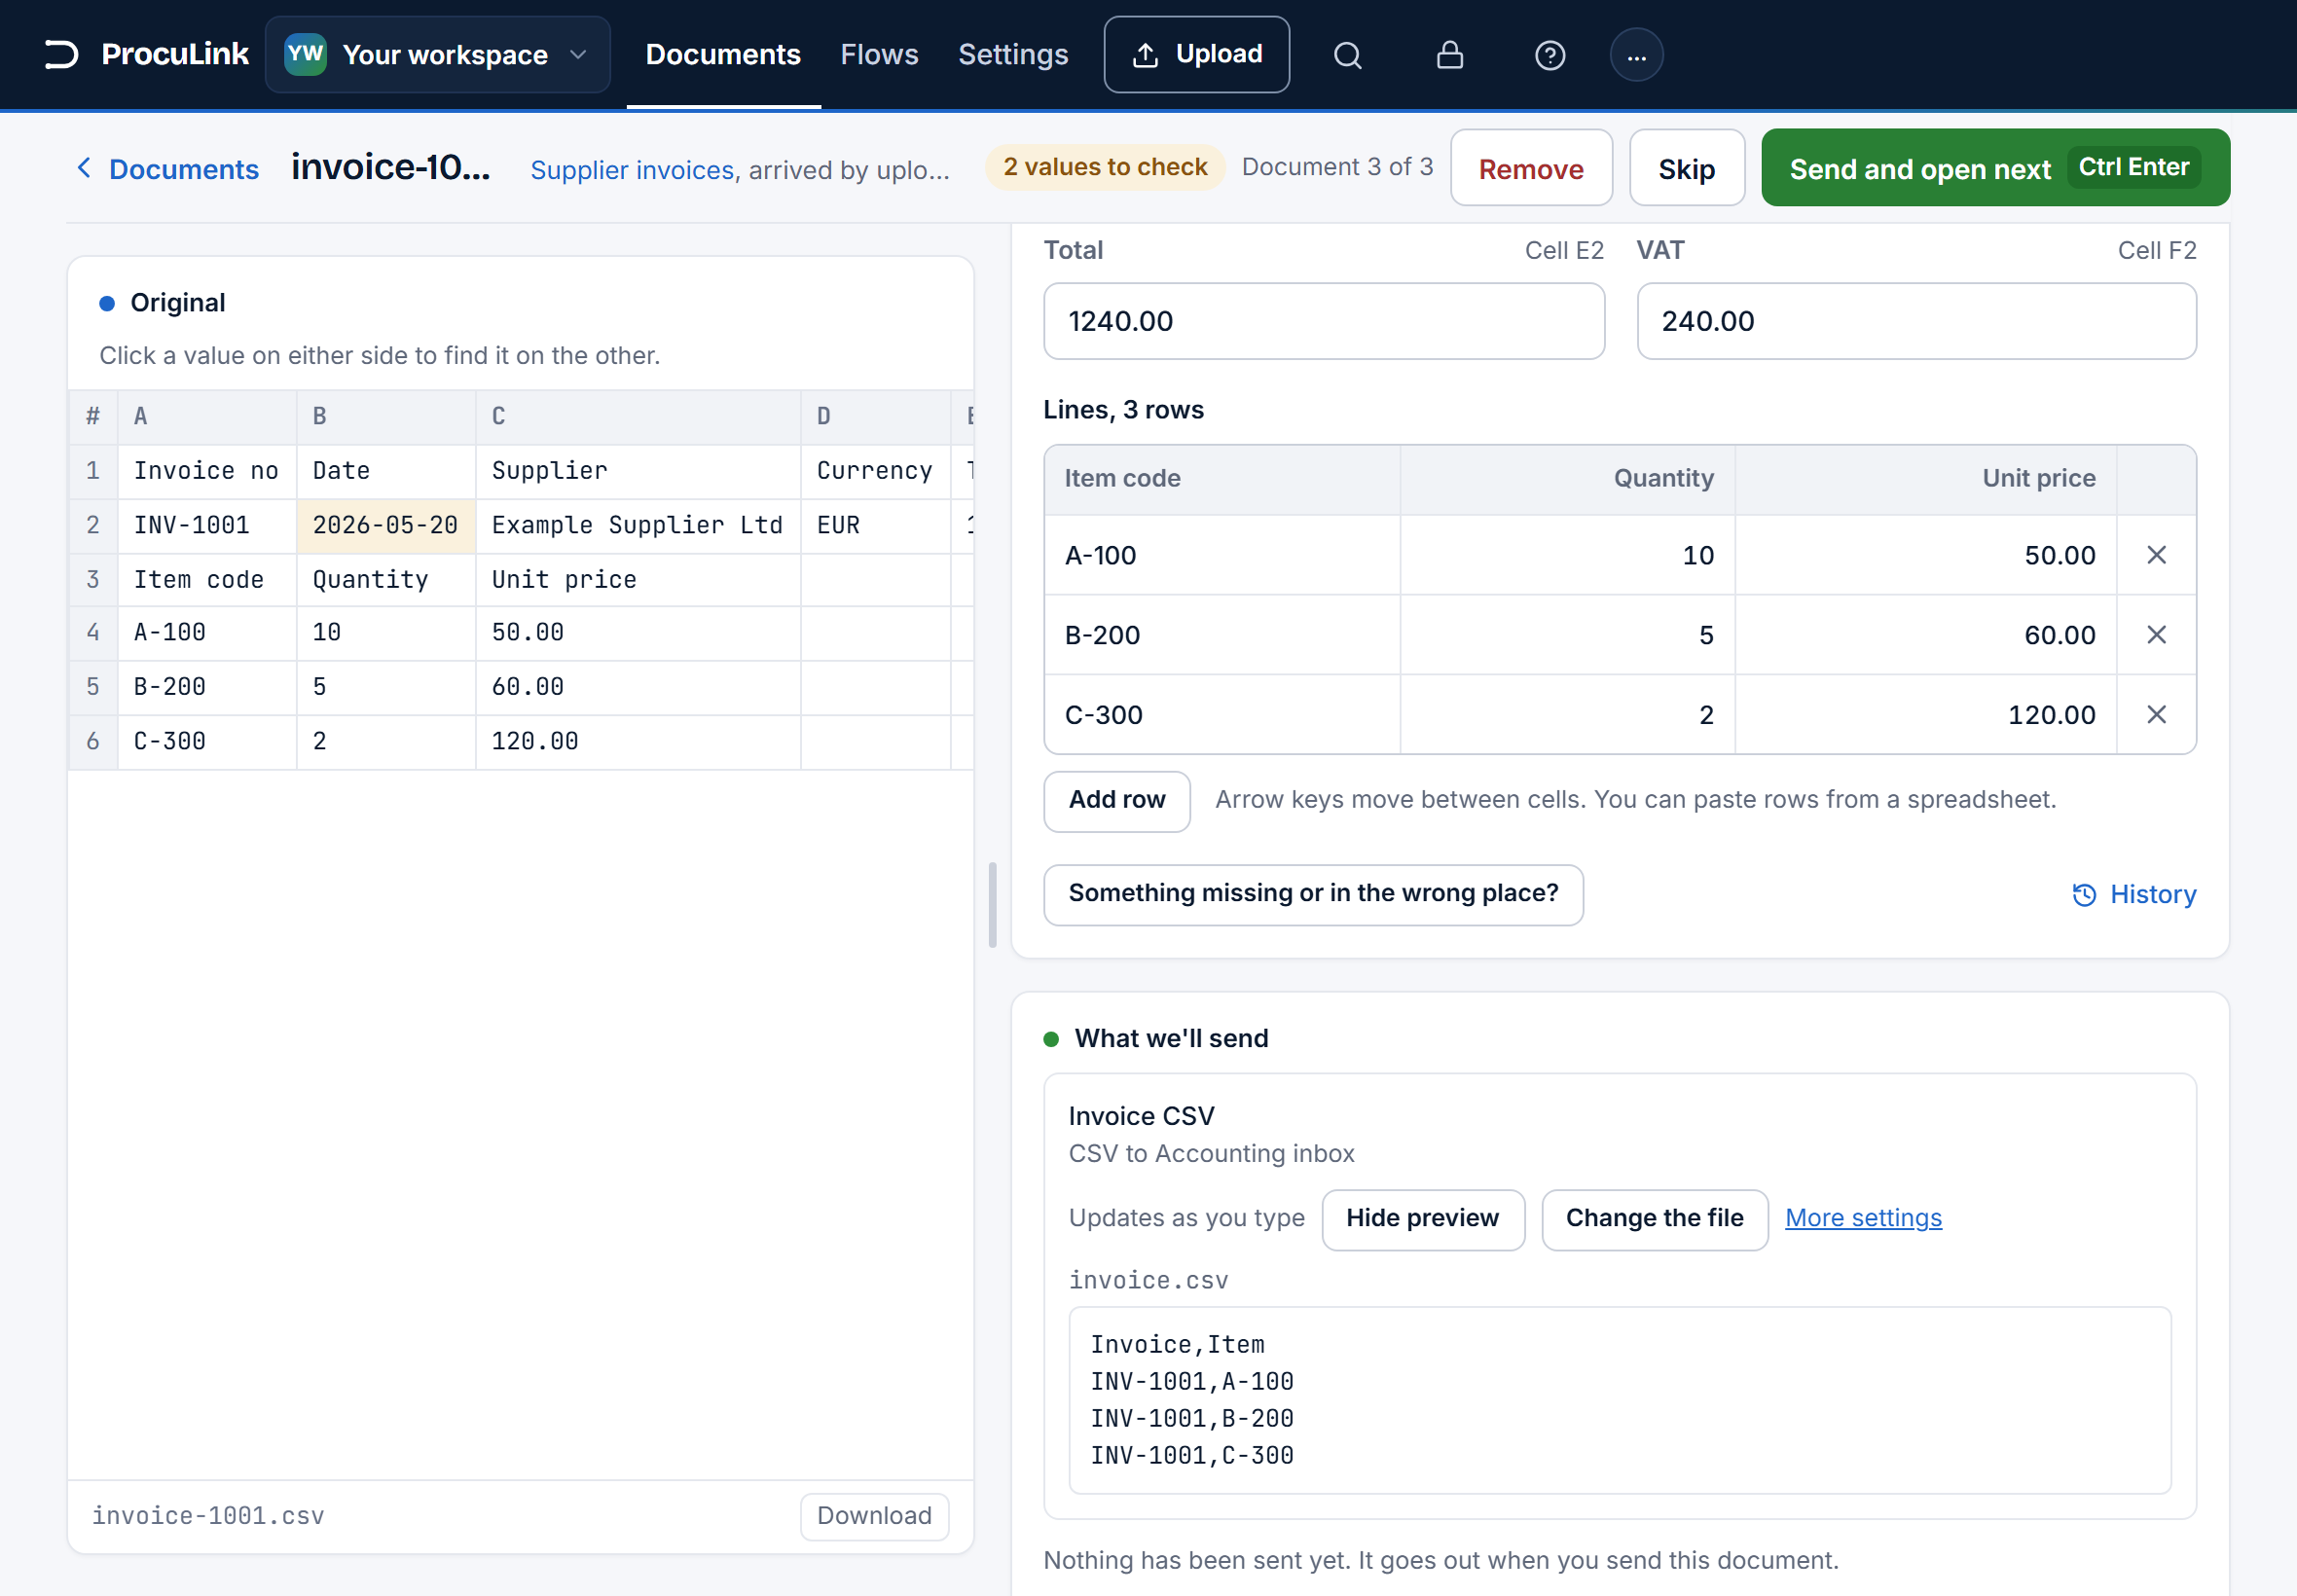 ProcuLink YW Your workspace Documents Flows Settings Upload ...
Documents invoice-10... Supplier invoices, arrived by uplo... 2 values to check Document 3 of 3 Remove Skip Send and open next Ctrl Enter
Original
Click a value on either side to find it on the other.
# A B C D
1 Invoice no Date Supplier Currency
2 INV-1001 2026-05-20 Example Supplier Ltd EUR
3 Item code Quantity Unit price
4 A-100 10 50.00
5 B-200 5 60.00
6 C-300 2 120.00
invoice-1001.csv Download
Total Cell E2 VAT Cell F2
1240.00 240.00
Lines, 3 rows
Item code Quantity Unit price
A-100 10 50.00
B-200 5 60.00
C-300 2 120.00
Add row Arrow keys move between cells. You can paste rows from a spreadsheet.
Something missing or in the wrong place? History
What we'll send
Invoice CSV
CSV to Accounting inbox
Updates as you type Hide preview Change the file More settings
invoice.csv
Invoice,Item
INV-1001,A-100
INV-1001,B-200
INV-1001,C-300
Nothing has been sent yet. It goes out when you send this document.